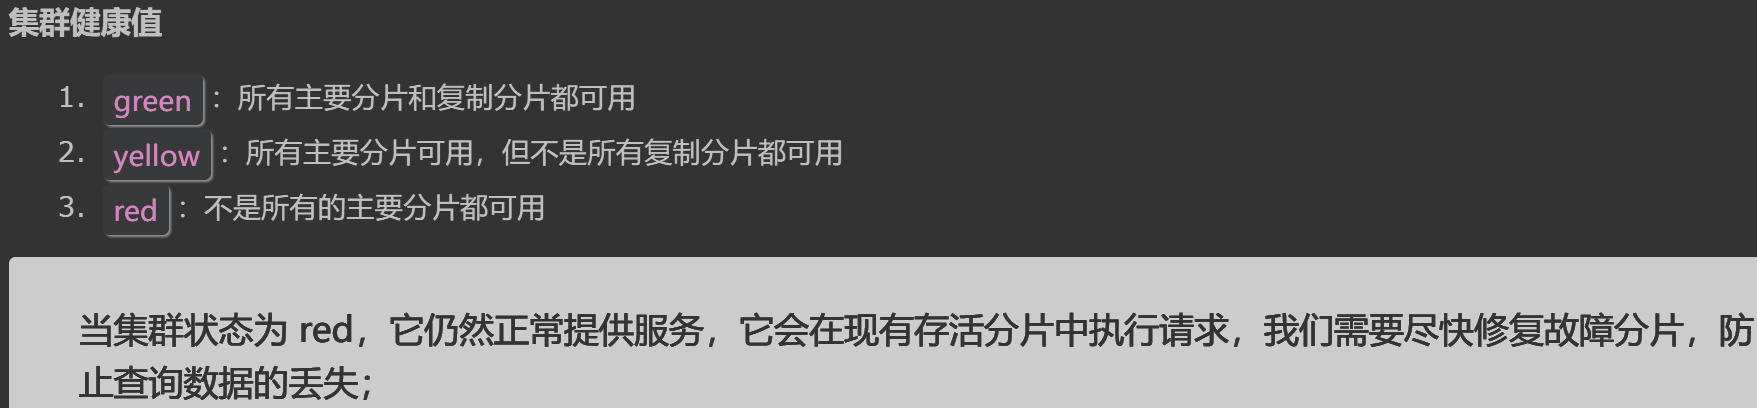 集群健康值
1. green：所有主要分片和复制分片都可用
2. yellow：所有主要分片可用，但不是所有复制分片都可用
3. red：不是所有的主要分片都可用
当集群状态为 red，它仍然正常提供服务，它会在现有存活分片中执行请求，我们需要尽快修复故障分片，防
止查询数据的丢失；